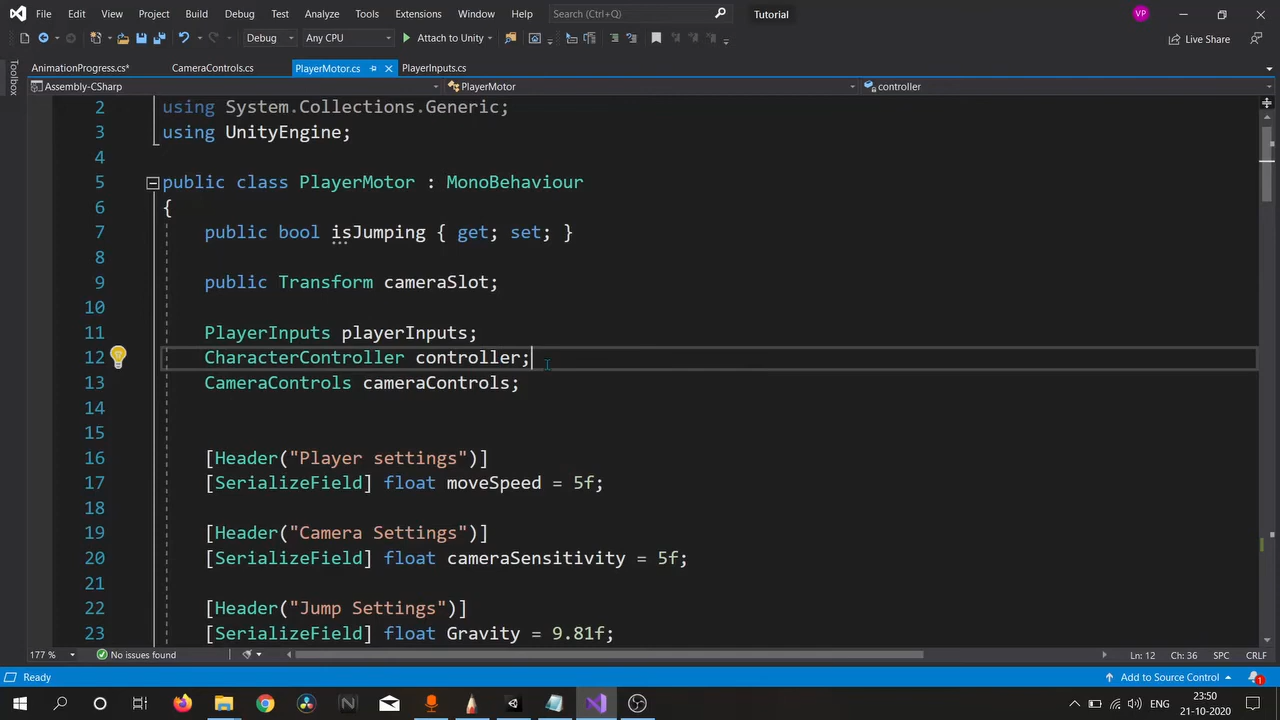 File Edit View Project Build Debug Test Analyze Tools Extensions Window Help Search (Ctrl+Q) Tutorial VP
Debug Any CPU Attach to Unity Live Share
Toolbox
AnimationProgress.cs* CameraControls.cs PlayerMotor.cs PlayerInputs.cs
Assembly-CSharp PlayerMotor controller
2 using System.Collections.Generic;
3 using UnityEngine;
4
5 public class PlayerMotor : MonoBehaviour
6 {
7 public bool isJumping { get; set; }
8
9 public Transform cameraSlot;
10
11 PlayerInputs playerInputs;
12 CharacterController controller;
13 CameraControls cameraControls;
14
15
16 [Header("Player settings")]
17 [SerializeField] float moveSpeed = 5f;
18
19 [Header("Camera Settings")]
20 [SerializeField] float cameraSensitivity = 5f;
21
22 [Header("Jump Settings")]
23 [SerializeField] float Gravity = 9.81f;
177 % No issues found Ln: 12 Ch: 36 SPC CRLF
Ready Add to Source Control 1
23:50
21-10-2020